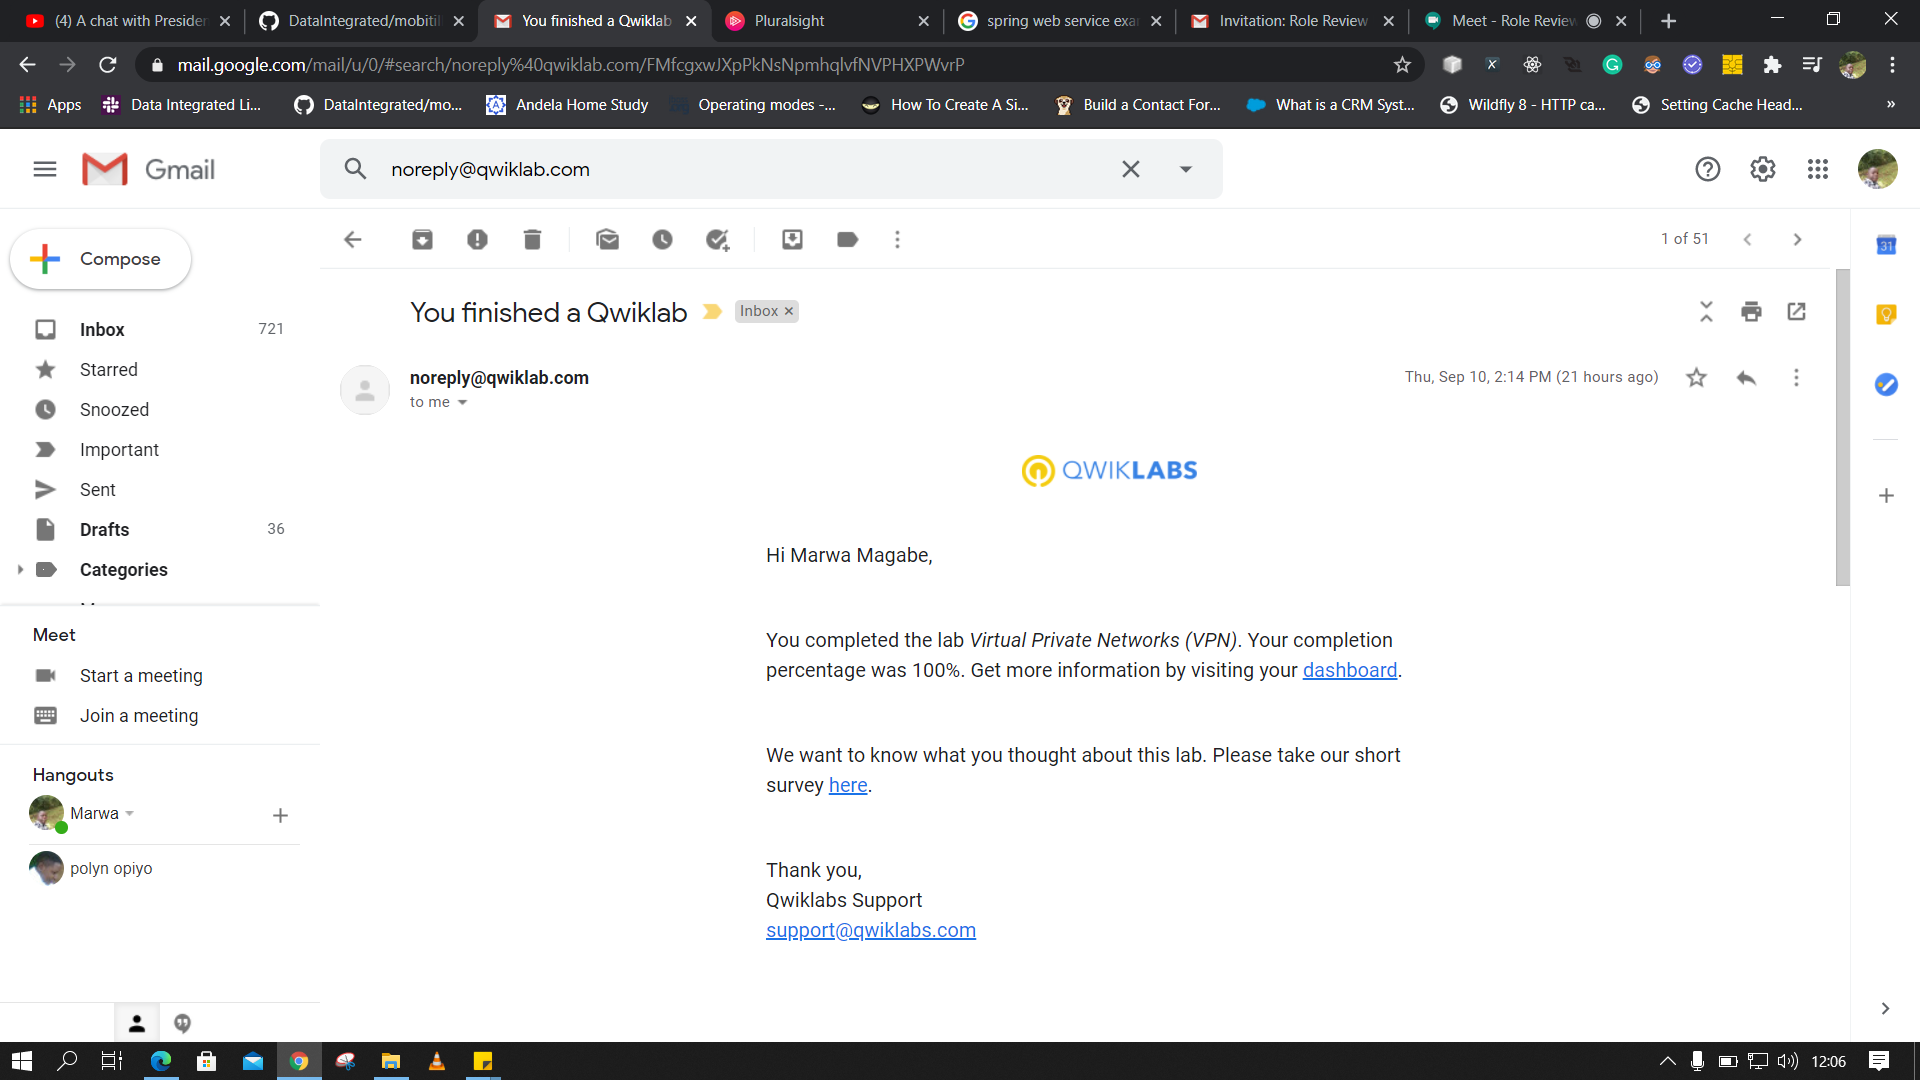 (4) A chat with Presiden
DataIntegrated/mobitil
You finished a Qwiklab
Pluralsight
spring web service exa
Invitation: Role Review
Meet - Role Review
mail.google.com/mail/u/0/#search/noreply%40qwiklab.com/FMfcgxwJXpPkNsNpmhqlvfNVPHXPWvrP
Apps
Data Integrated Li...
DataIntegrated/mo...
Andela Home Study
Operating modes -...
How To Create A Si...
Build a Contact For...
What is a CRM Syst...
Wildfly 8 - HTTP ca...
Setting Cache Head...
»
Gmail
noreply@qwiklab.com
Compose
1 of 51
31
You finished a Qwiklab
Inbox ×
Inbox 721
Starred
Snoozed
Important
Sent
Drafts 36
Categories
noreply@qwiklab.com
Thu, Sep 10, 2:14 PM (21 hours ago)
to me
QWIKLABS
Hi Marwa Magabe,
You completed the lab Virtual Private Networks (VPN). Your completion
percentage was 100%. Get more information by visiting your dashboard.
We want to know what you thought about this lab. Please take our short
survey here.
Thank you,
Qwiklabs Support
support@qwiklabs.com
Meet
Start a meeting
Join a meeting
Hangouts
Marwa
polyn opiyo
12:06